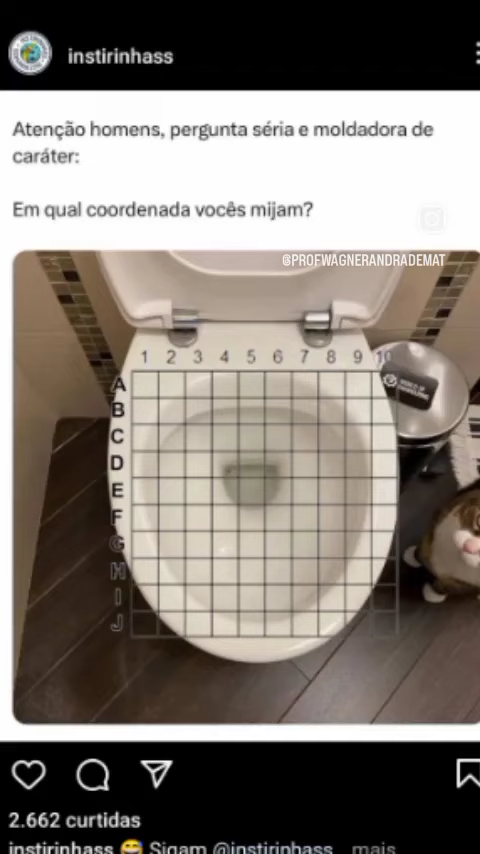 instirinhass
Atenção homens, pergunta séria e moldadora de
caráter:
Em qual coordenada vocês mijam?
@PROFWAGNERANDRADEMAT
1 2 3 4 5 6 7 8 9 10
A
B
C
D
E
F
G
H
I
J
2.662 curtidas
instirinhass 😅 Sigam @instirinhass... mais